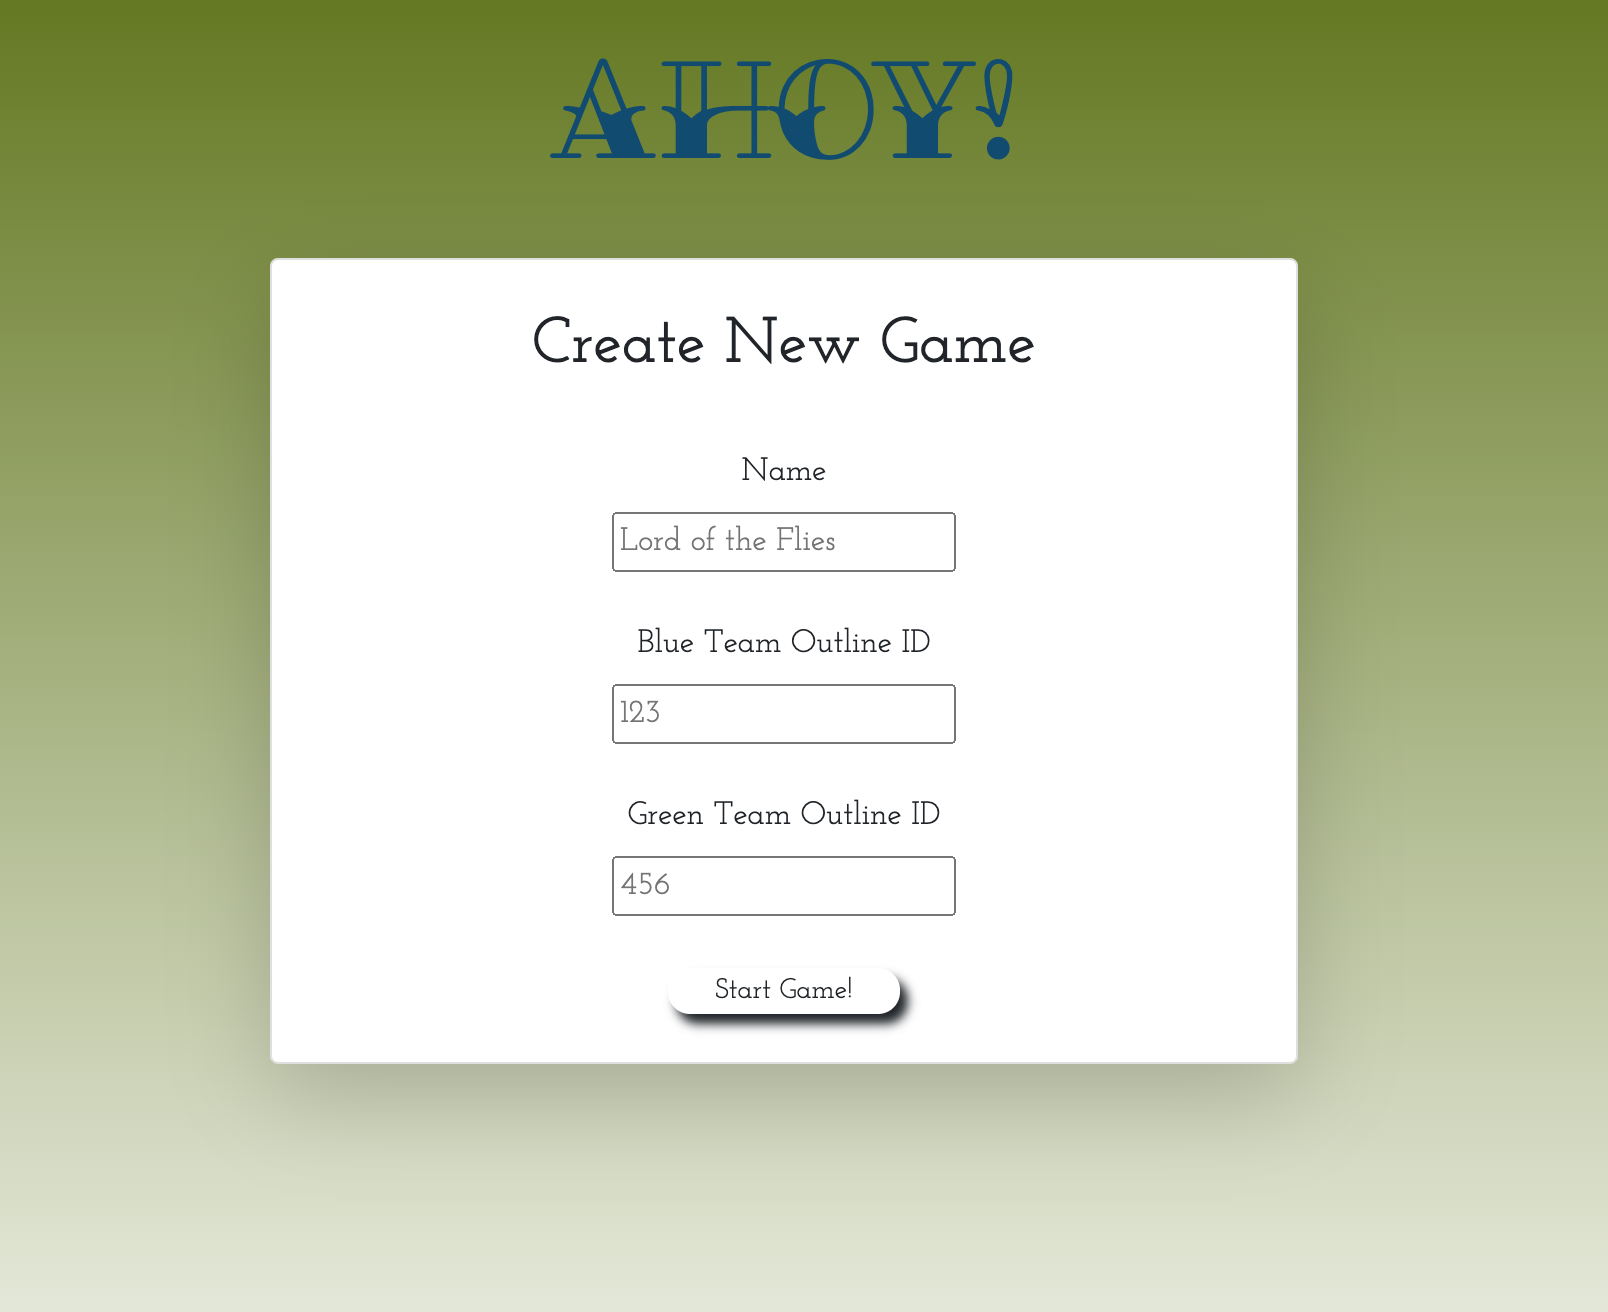 AHOY!
Create New Game
Name
Lord of the Flies
Blue Team Outline ID
123
Green Team Outline ID
456
Start Game!